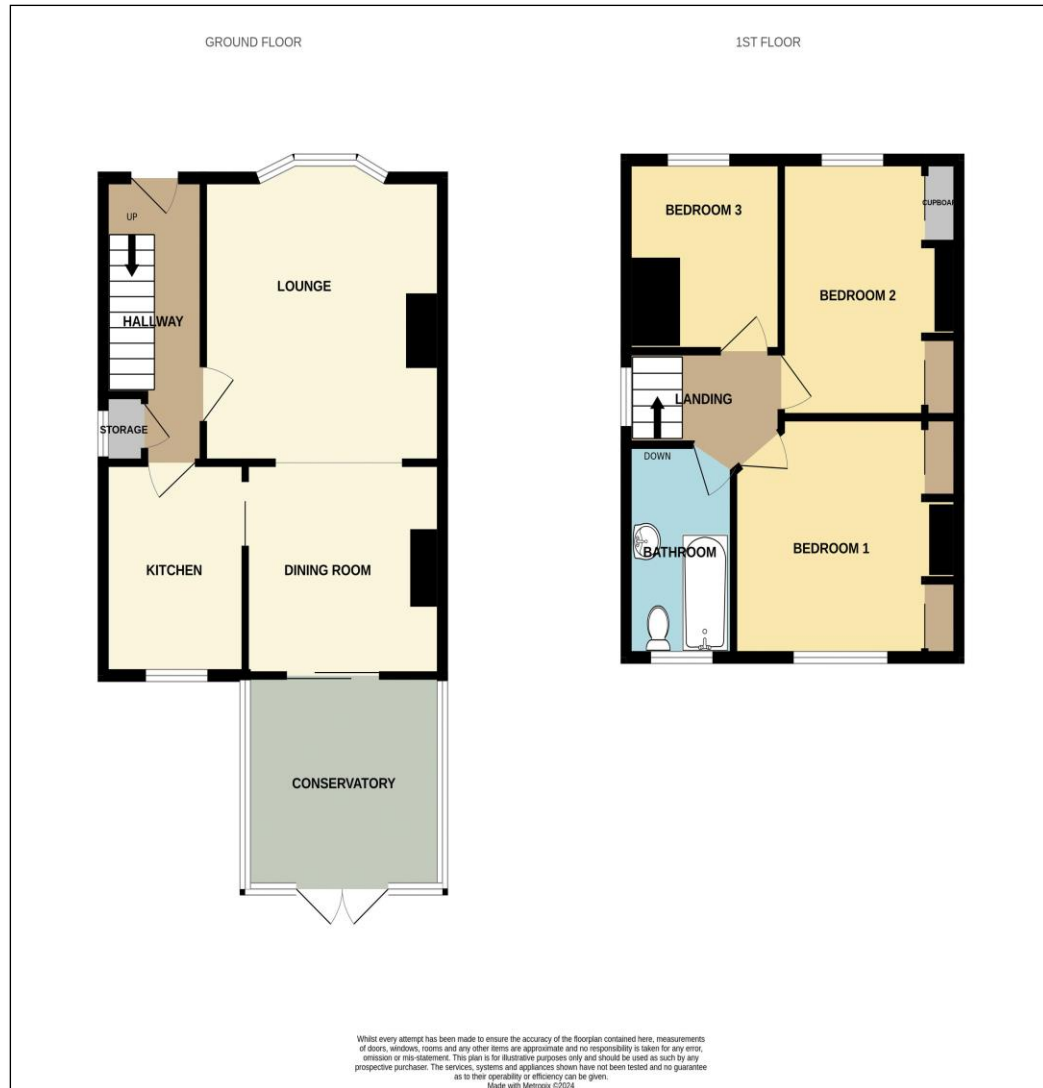 GROUND FLOOR
1ST FLOOR
UP
LOUNGE
HALLWAY
STORAGE
KITCHEN
DINING ROOM
CONSERVATORY
BEDROOM 3
CUPBOAR
BEDROOM 2
LANDING
DOWN
BATHROOM
BEDROOM 1
Whilst every attempt has been made to ensure the accuracy of the floorplan contained here, measurements
of doors, windows, rooms and any other items are approximate and no responsibility is taken for any error,
omission or mis-statement. This plan is for illustrative purposes only and should be used as such by any
prospective purchaser. The services, systems and appliances shown have not been tested and no guarantee
as to their operability or efficiency can be given.
Made with Metropix ©2024